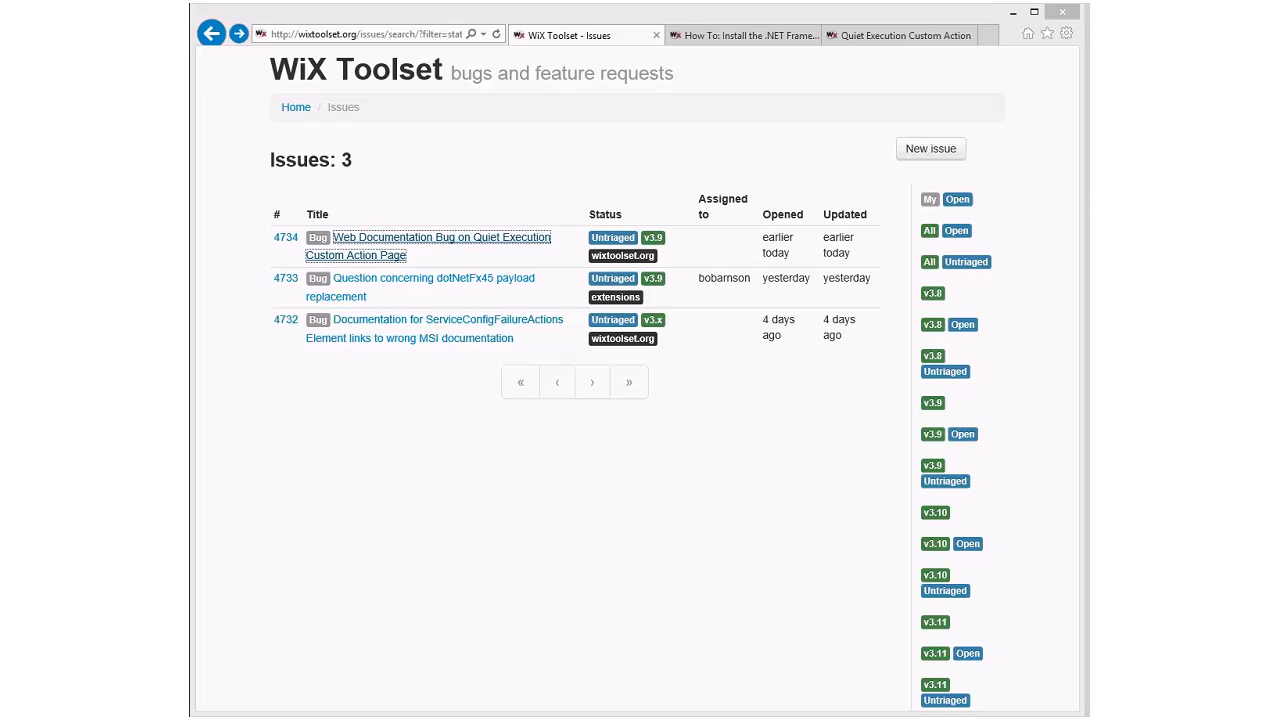 http://wixtoolset.org/issues/search/?filter=stat
WiX Toolset - Issues
How To: Install the .NET Frame...
Quiet Execution Custom Action
WiX Toolset bugs and feature requests
Home / Issues
Issues: 3
New issue
# Title Status Assigned to Opened Updated
4734 Bug Web Documentation Bug on Quiet Execution Untriaged v3.9 earlier earlier
Custom Action Page wixtoolset.org today today
4733 Bug Question concerning dotNetFx45 payload Untriaged v3.9 bobarnson yesterday yesterday
replacement extensions
4732 Bug Documentation for ServiceConfigFailureActions Untriaged v3.x 4 days 4 days
Element links to wrong MSI documentation wixtoolset.org ago ago
« ‹ › »
My Open
All Open
All Untriaged
v3.8
v3.8 Open
v3.8
Untriaged
v3.9
v3.9 Open
v3.9
Untriaged
v3.10
v3.10 Open
v3.10
Untriaged
v3.11
v3.11 Open
v3.11
Untriaged